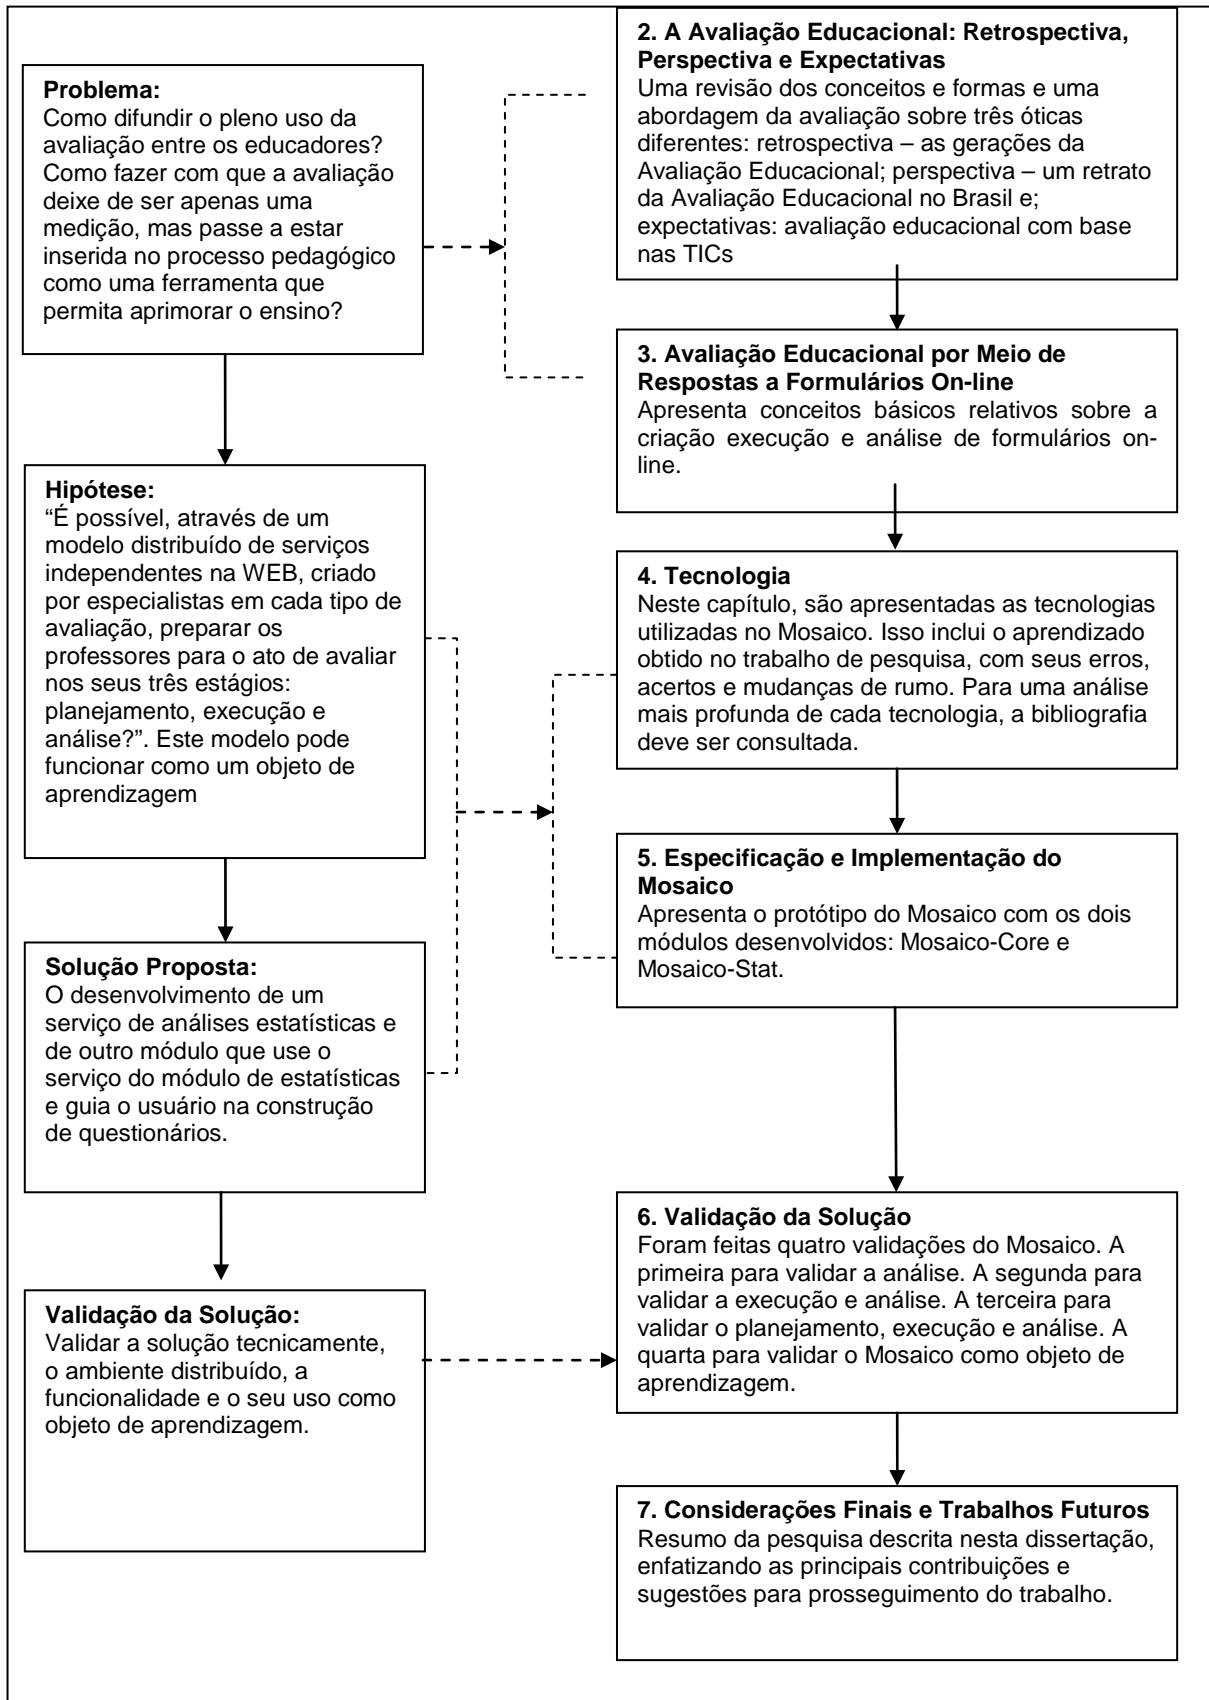 Problema:
Como difundir o pleno uso da
avaliação entre os educadores?
Como fazer com que a avaliação
deixe de ser apenas uma
medição, mas passe a estar
inserida no processo pedagógico
como uma ferramenta que
permita aprimorar o ensino?
Hipótese:
“É possível, através de um
modelo distribuído de serviços
independentes na WEB, criado
por especialistas em cada tipo de
avaliação, preparar os
professores para o ato de avaliar
nos seus três estágios:
planejamento, execução e
análise?”. Este modelo pode
funcionar como um objeto de
aprendizagem
Solução Proposta:
O desenvolvimento de um
serviço de análises estatísticas e
de outro módulo que use o
serviço do módulo de estatísticas
e guia o usuário na construção
de questionários.
Validação da Solução:
Validar a solução tecnicamente,
o ambiente distribuído, a
funcionalidade e o seu uso como
objeto de aprendizagem.
2. A Avaliação Educacional: Retrospectiva,
Perspectiva e Expectativas
Uma revisão dos conceitos e formas e uma
abordagem da avaliação sobre três óticas
diferentes: retrospectiva – as gerações da
Avaliação Educacional; perspectiva – um retrato
da Avaliação Educacional no Brasil e;
expectativas: avaliação educacional com base
nas TICs
3. Avaliação Educacional por Meio de
Respostas a Formulários On-line
Apresenta conceitos básicos relativos sobre a
criação execução e análise de formulários on-
line.
4. Tecnologia
Neste capítulo, são apresentadas as tecnologias
utilizadas no Mosaico. Isso inclui o aprendizado
obtido no trabalho de pesquisa, com seus erros,
acertos e mudanças de rumo. Para uma análise
mais profunda de cada tecnologia, a bibliografia
deve ser consultada.
5. Especificação e Implementação do
Mosaico
Apresenta o protótipo do Mosaico com os dois
módulos desenvolvidos: Mosaico-Core e
Mosaico-Stat.
6. Validação da Solução
Foram feitas quatro validações do Mosaico. A
primeira para validar a análise. A segunda para
validar a execução e análise. A terceira para
validar o planejamento, execução e análise. A
quarta para validar o Mosaico como objeto de
aprendizagem.
7. Considerações Finais e Trabalhos Futuros
Resumo da pesquisa descrita nesta dissertação,
enfatizando as principais contribuições e
sugestões para prosseguimento do trabalho.